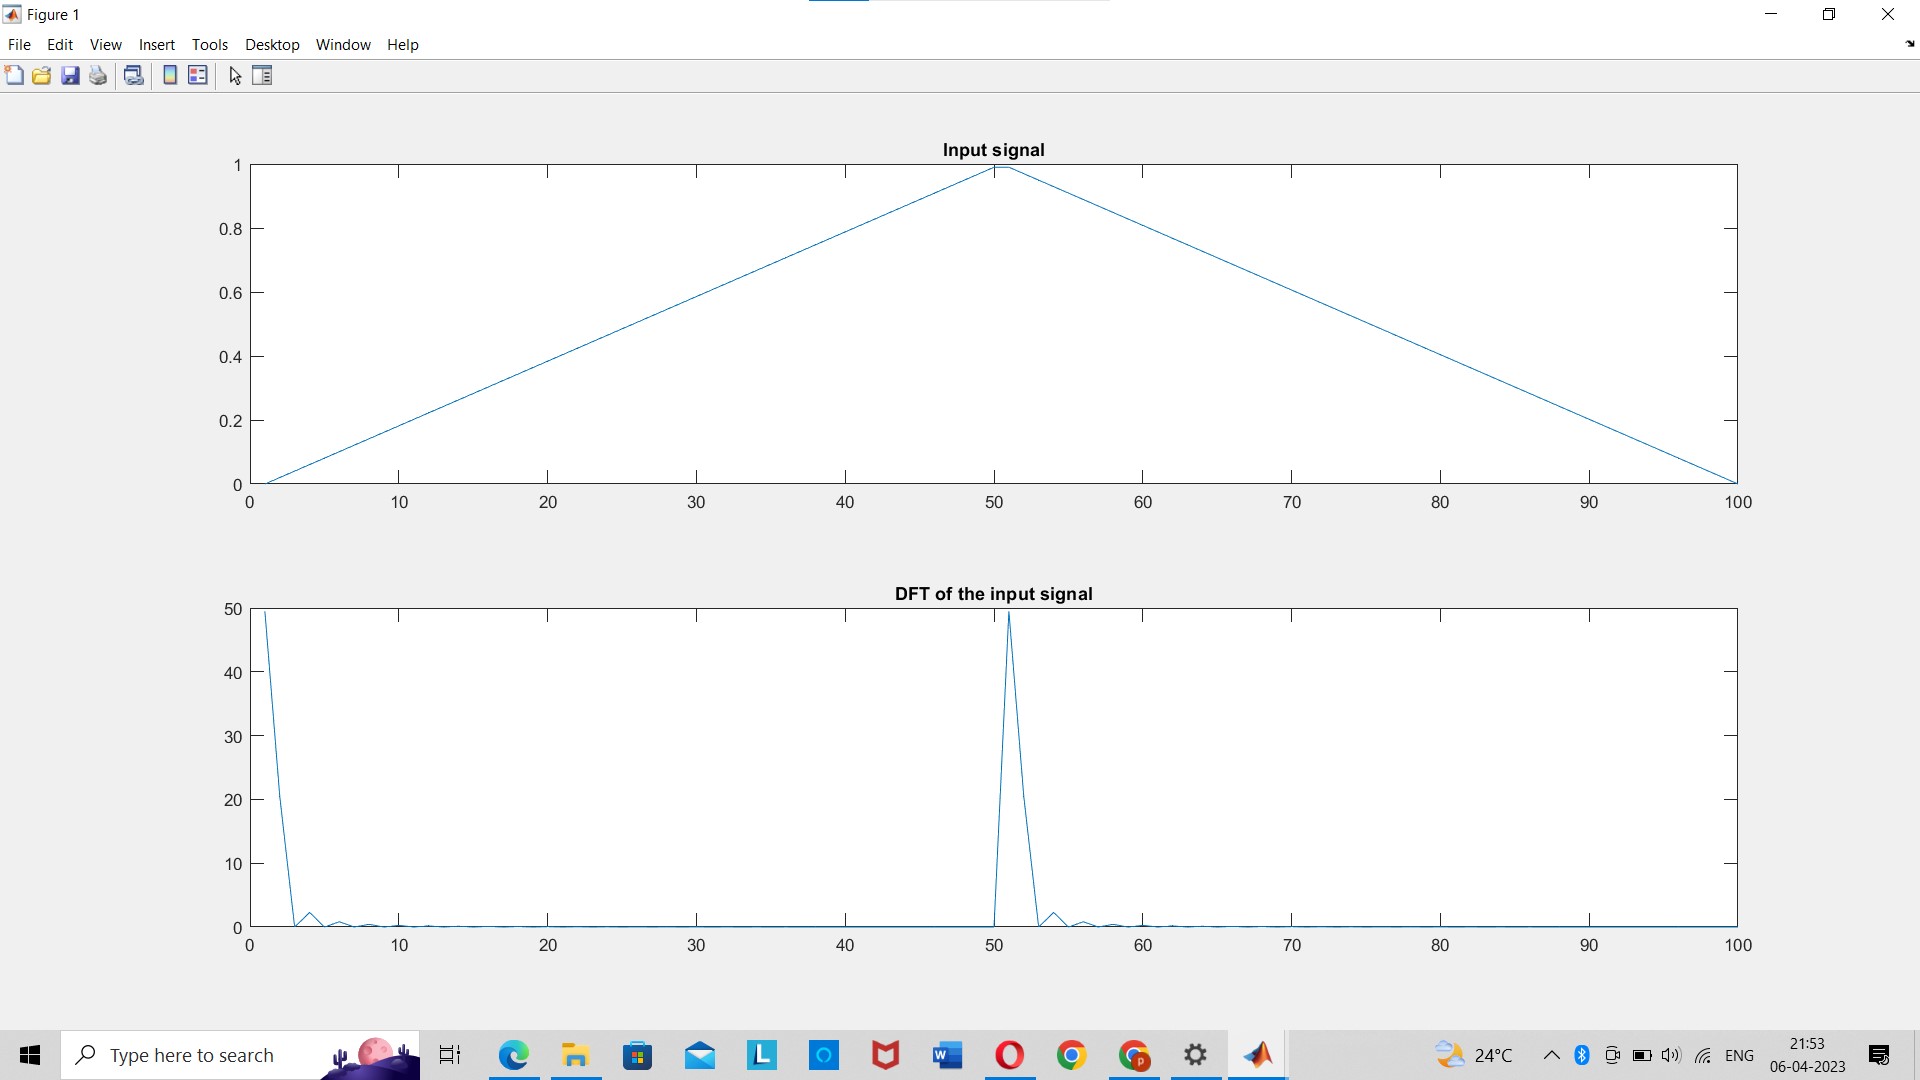 Figure 1
File Edit View Insert Tools Desktop Window Help
Input signal
1
0.8
0.6
0.4
0.2
0
0 10 20 30 40 50 60 70 80 90 100
DFT of the input signal
50
40
30
20
10
0
0 10 20 30 40 50 60 70 80 90 100
Type here to search
L
W
p
24°C
ENG
21:53
06-04-2023